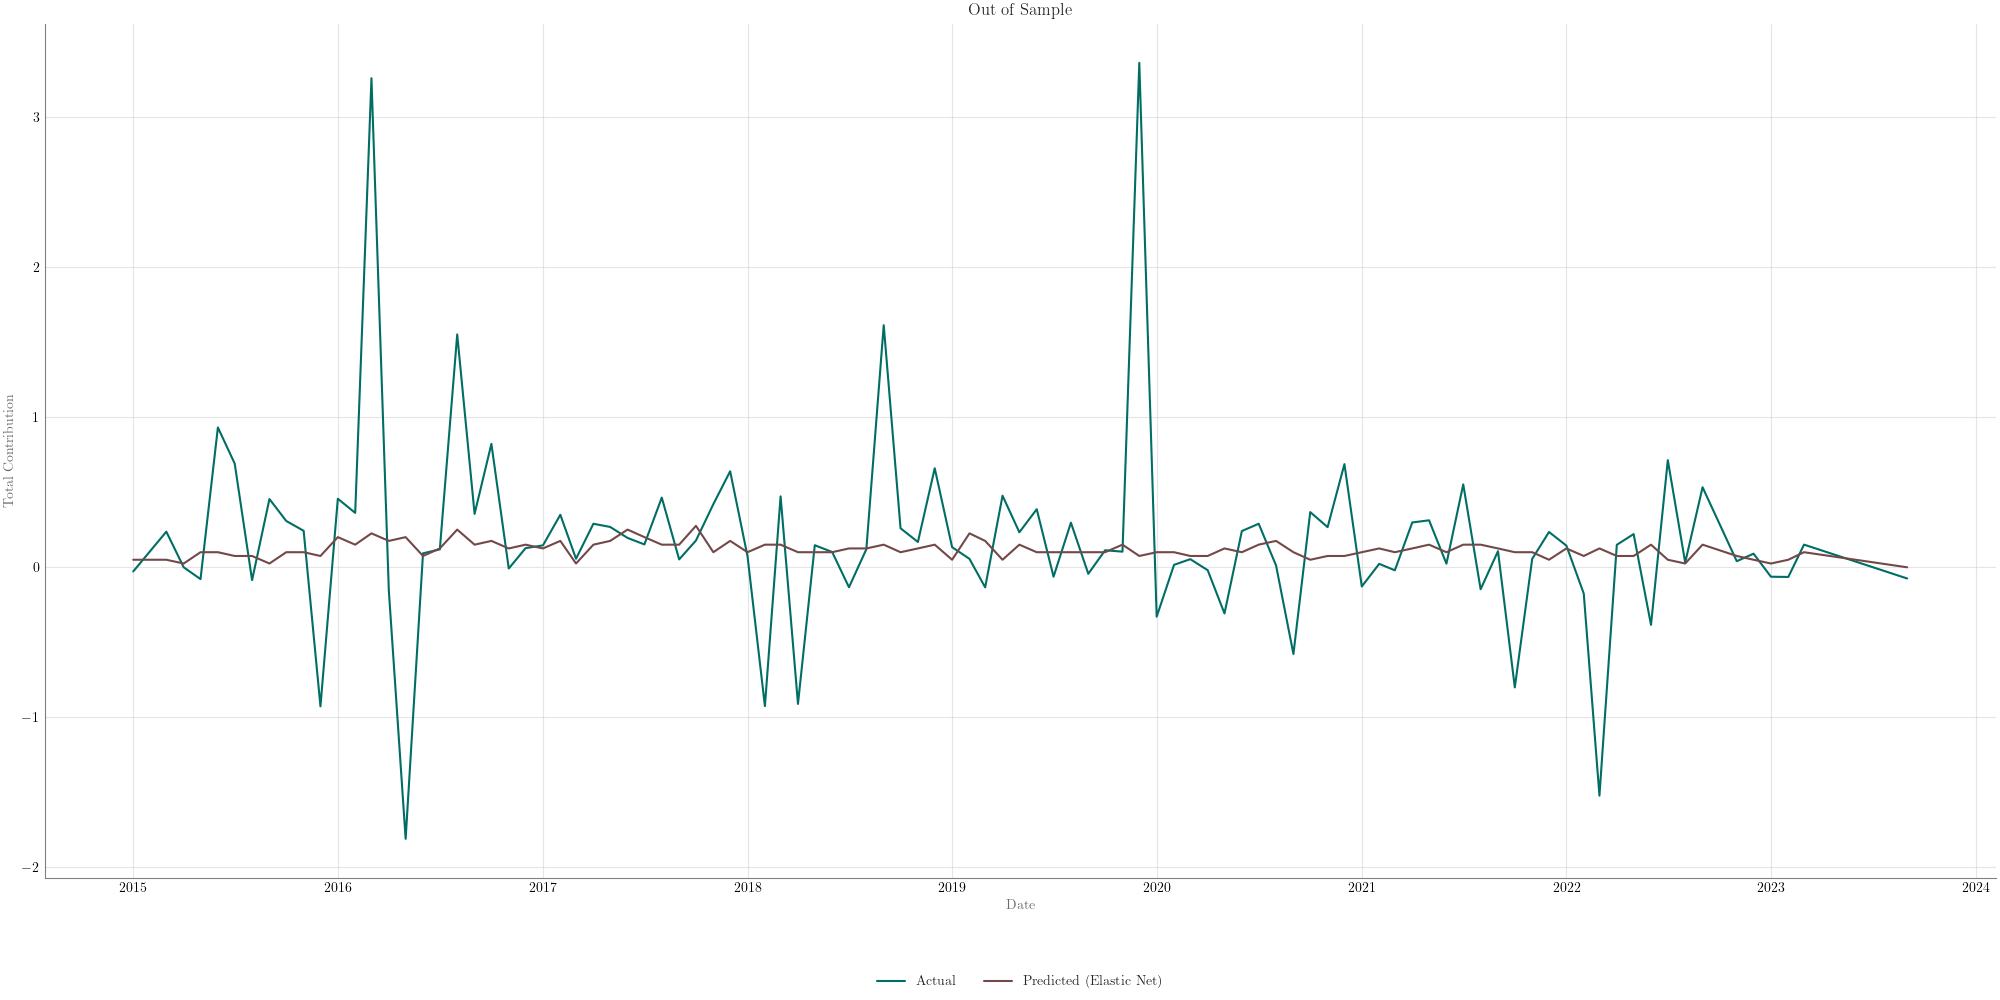 Out of Sample
Total Contribution
3
2
1
0
−1
−2
2015 2016 2017 2018 2019 2020 2021 2022 2023 2024
Date
Actual Predicted (Elastic Net)